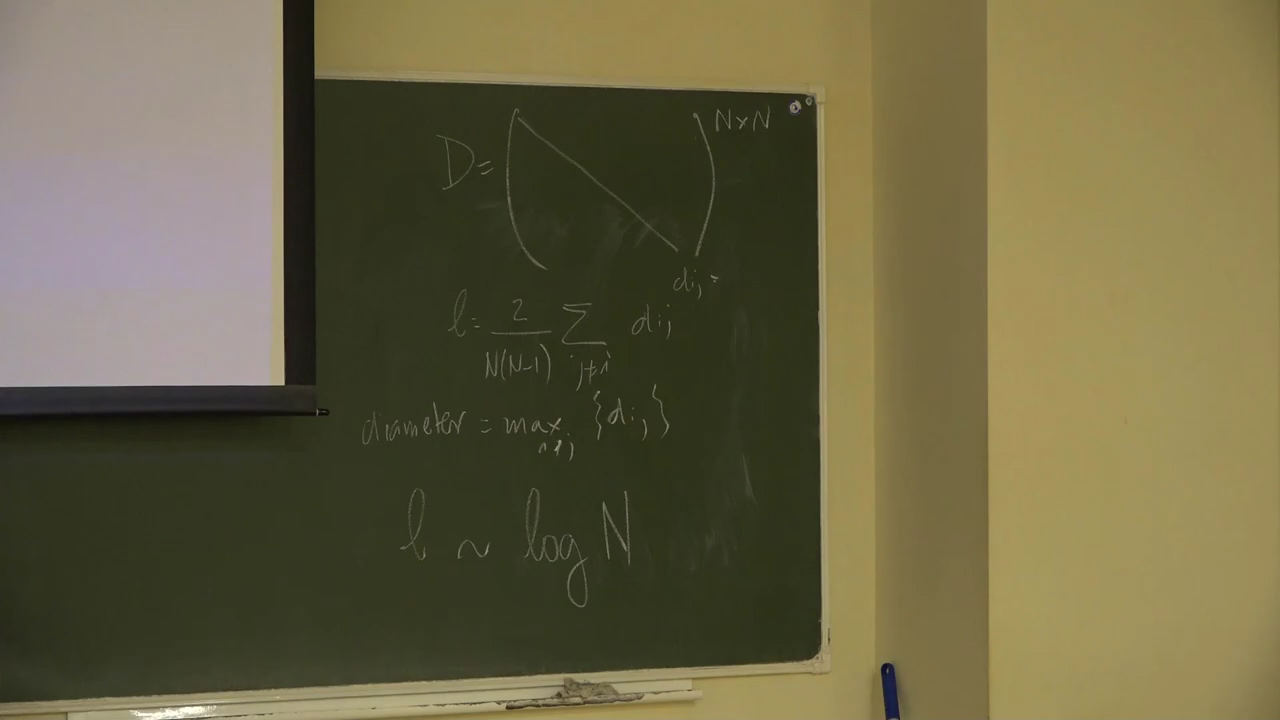 D = ( ) N×N
dij =
l = 2/N(N-1) ∑ j≠i dij
diameter = max i,j {dij}
l ~ log N